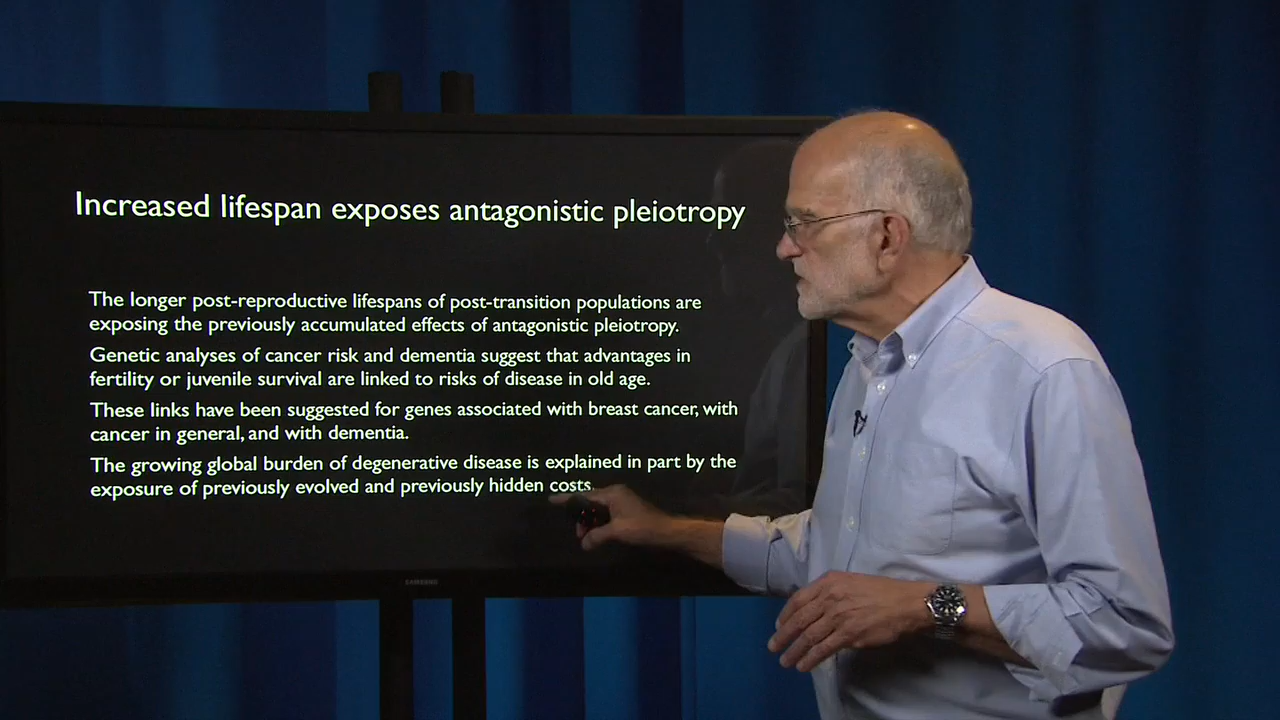 Increased lifespan exposes antagonistic pleiotropy
The longer post-reproductive lifespans of post-transition populations are
exposing the previously accumulated effects of antagonistic pleiotropy.
Genetic analyses of cancer risk and dementia suggest that advantages in
fertility or juvenile survival are linked to risks of disease in old age.
These links have been suggested for genes associated with breast cancer, with
cancer in general, and with dementia.
The growing global burden of degenerative disease is explained in part by the
exposure of previously evolved and previously hidden costs.
SAMSUNG